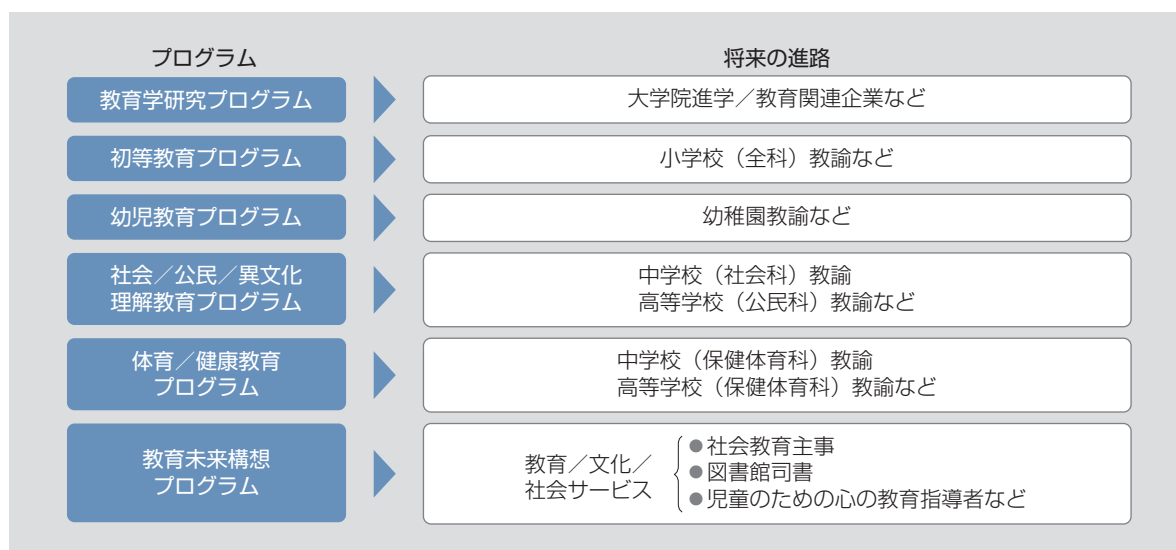 プログラム
将来の進路
教育学研究プログラム
大学院進学／教育関連企業など
初等教育プログラム
小学校（全科）教諭など
幼児教育プログラム
幼稚園教諭など
社会／公民／異文化
理解教育プログラム
中学校（社会科）教諭
高等学校（公民科）教諭など
体育／健康教育
プログラム
中学校（保健体育科）教諭
高等学校（保健体育科）教諭など
教育未来構想
プログラム
教育／文化／
社会サービス
●社会教育主事
●図書館司書
●児童のための心の教育指導者など